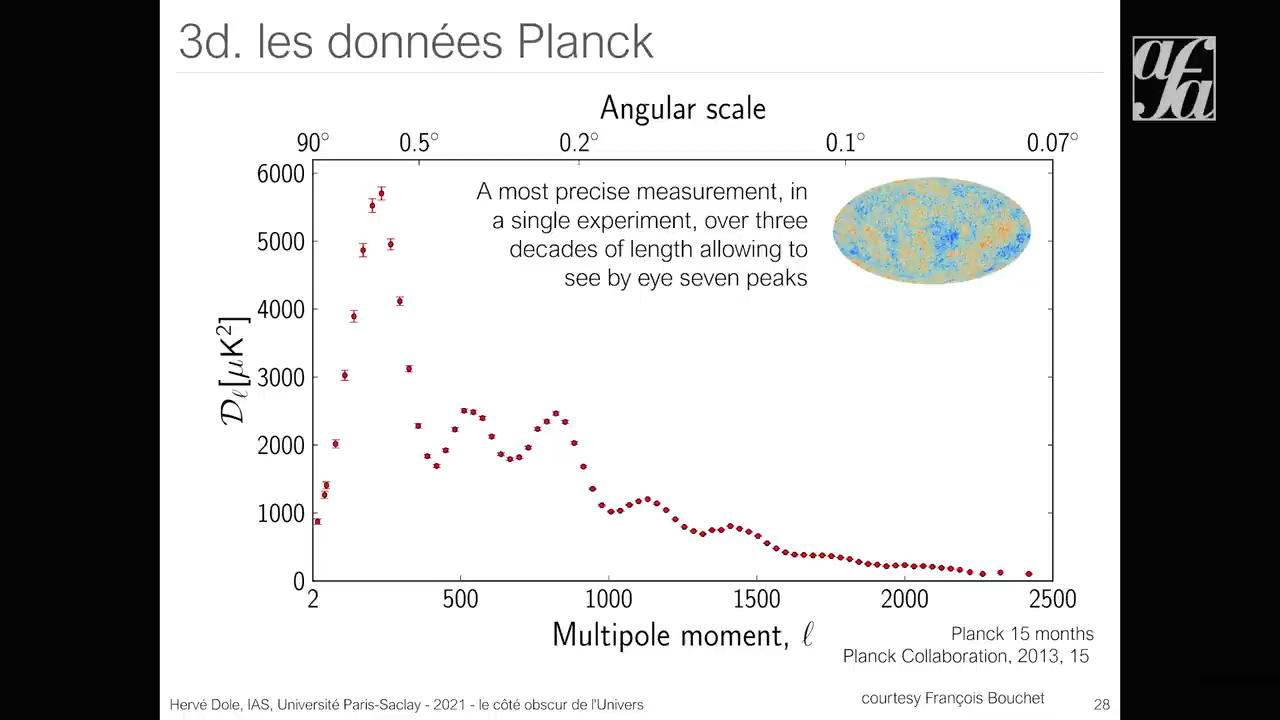 3d. les données Planck
afa
Angular scale
90° 0.5° 0.2° 0.1° 0.07°
6000
5000
4000
3000
2000
1000
0
A most precise measurement, in
a single experiment, over three
decades of length allowing to
see by eye seven peaks
𝒟ℓ[μK²]
2 500 1000 1500 2000 2500
Multipole moment, ℓ
Planck 15 months
Planck Collaboration, 2013, 15
courtesy François Bouchet
Hervé Dole, IAS, Université Paris-Saclay - 2021 - le côté obscur de l'Univers
28